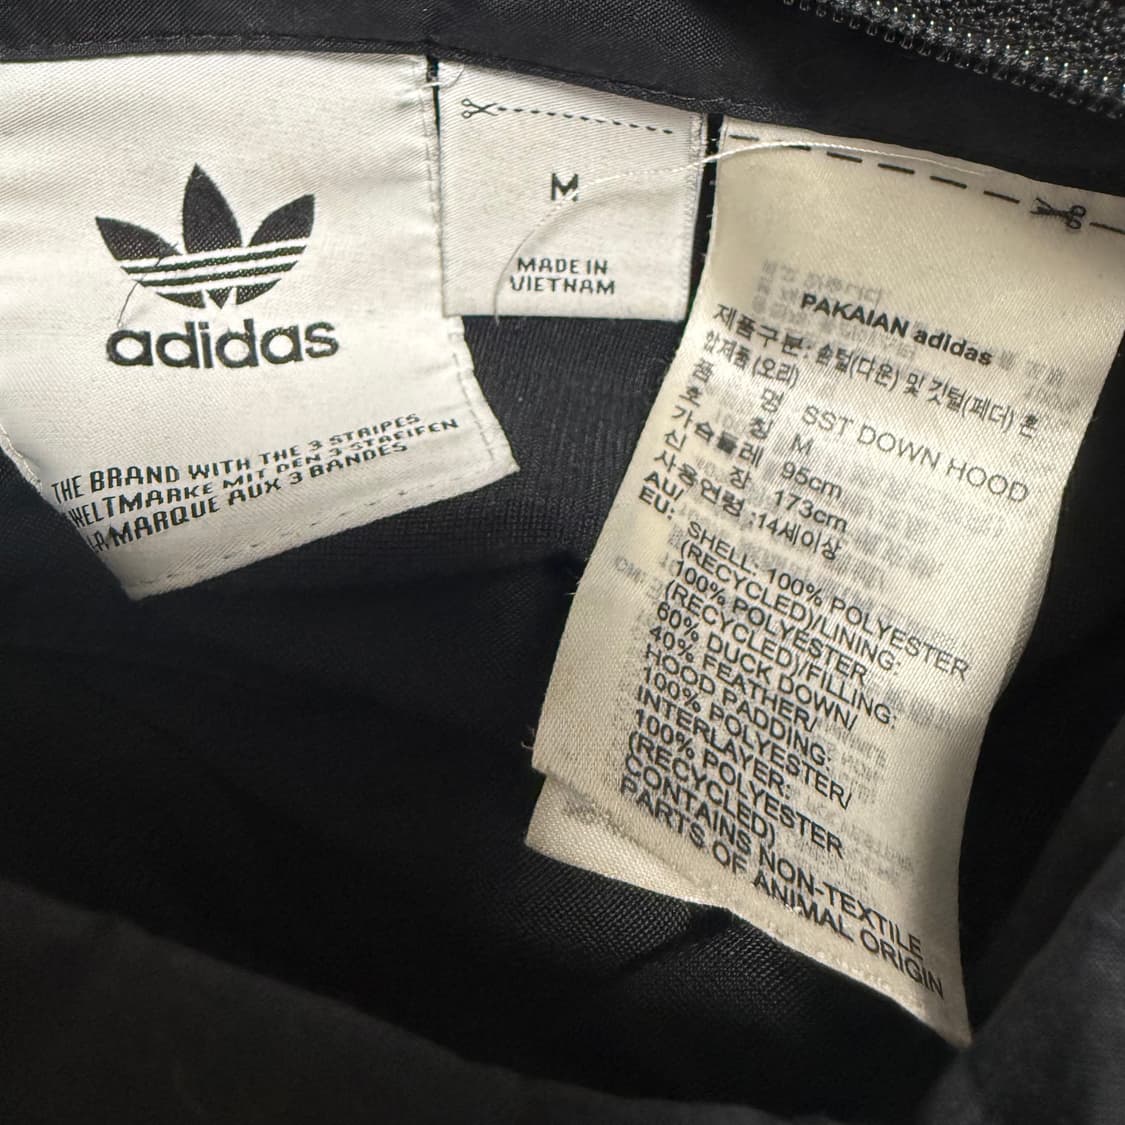 adidas
THE BRAND WITH THE 3 STRIPES
WELTMARKE MIT DEN 3 STREIFEN
LA MARQUE AUX 3 BANDES
M
MADE IN
VIETNAM
PAKAIAN adidas
제품구분: 솜털(다운) 및 깃털(페더) 혼
합제품 (오리)
품 명 SST DOWN HOOD
호 칭 M
가슴둘레 95cm
신 장 173cm
사용연령 :14세이상
AU/
EU: SHELL: 100% POLYESTER
(RECYCLED)/LINING:
100% POLYESTER
(RECYCLED)/FILLING:
60% DUCK DOWN/
40% FEATHER/
HOOD PADDING:
100% POLYESTER/
INTERLAYER:
100% POLYESTER
(RECYCLED)
CONTAINS NON-TEXTILE
PARTS OF ANIMAL ORIGIN